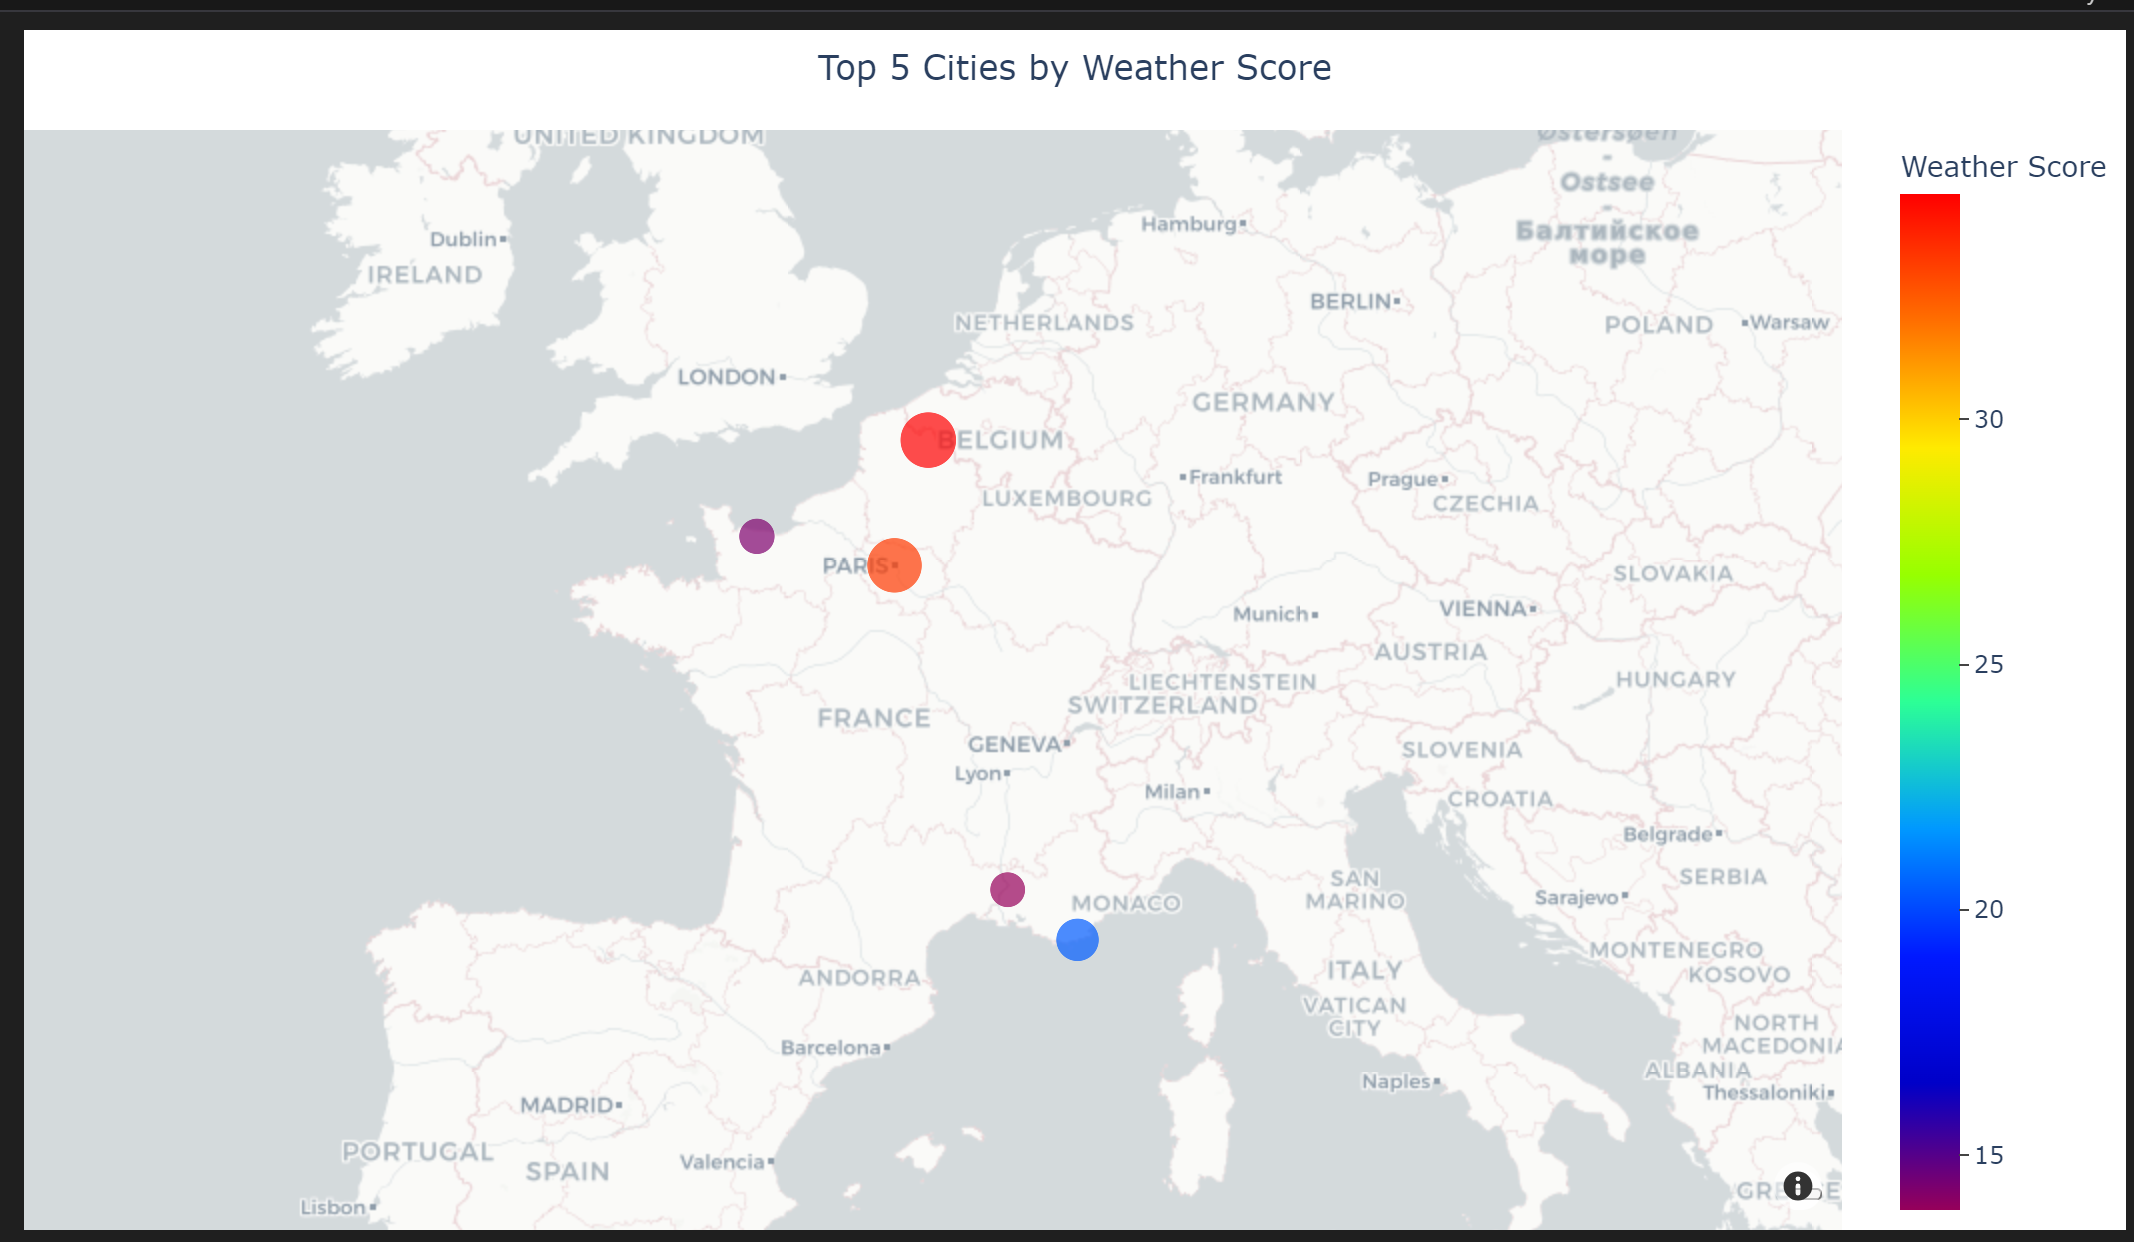 Top 5 Cities by Weather Score
UNITED KINGDOM
Østersøen
-
Ostsee
-
Балтийское
море
Dublin
IRELAND
Hamburg
BERLIN
NETHERLANDS
POLAND
Warsaw
LONDON
GERMANY
BELGIUM
Frankfurt
Prague
LUXEMBOURG
CZECHIA
PARIS
SLOVAKIA
Munich
VIENNA
AUSTRIA
LIECHTENSTEIN
HUNGARY
SWITZERLAND
FRANCE
GENEVA
SLOVENIA
Lyon
Milan
CROATIA
Belgrade
SAN
MARINO
SERBIA
Sarajevo
MONACO
MONTENEGRO
KOSOVO
ANDORRA
ITALY
VATICAN
CITY
NORTH
MACEDONIA
Barcelona
ALBANIA
Naples
Thessaloniki
MADRID
PORTUGAL
SPAIN
Valencia
Lisbon
Weather Score
30
25
20
15